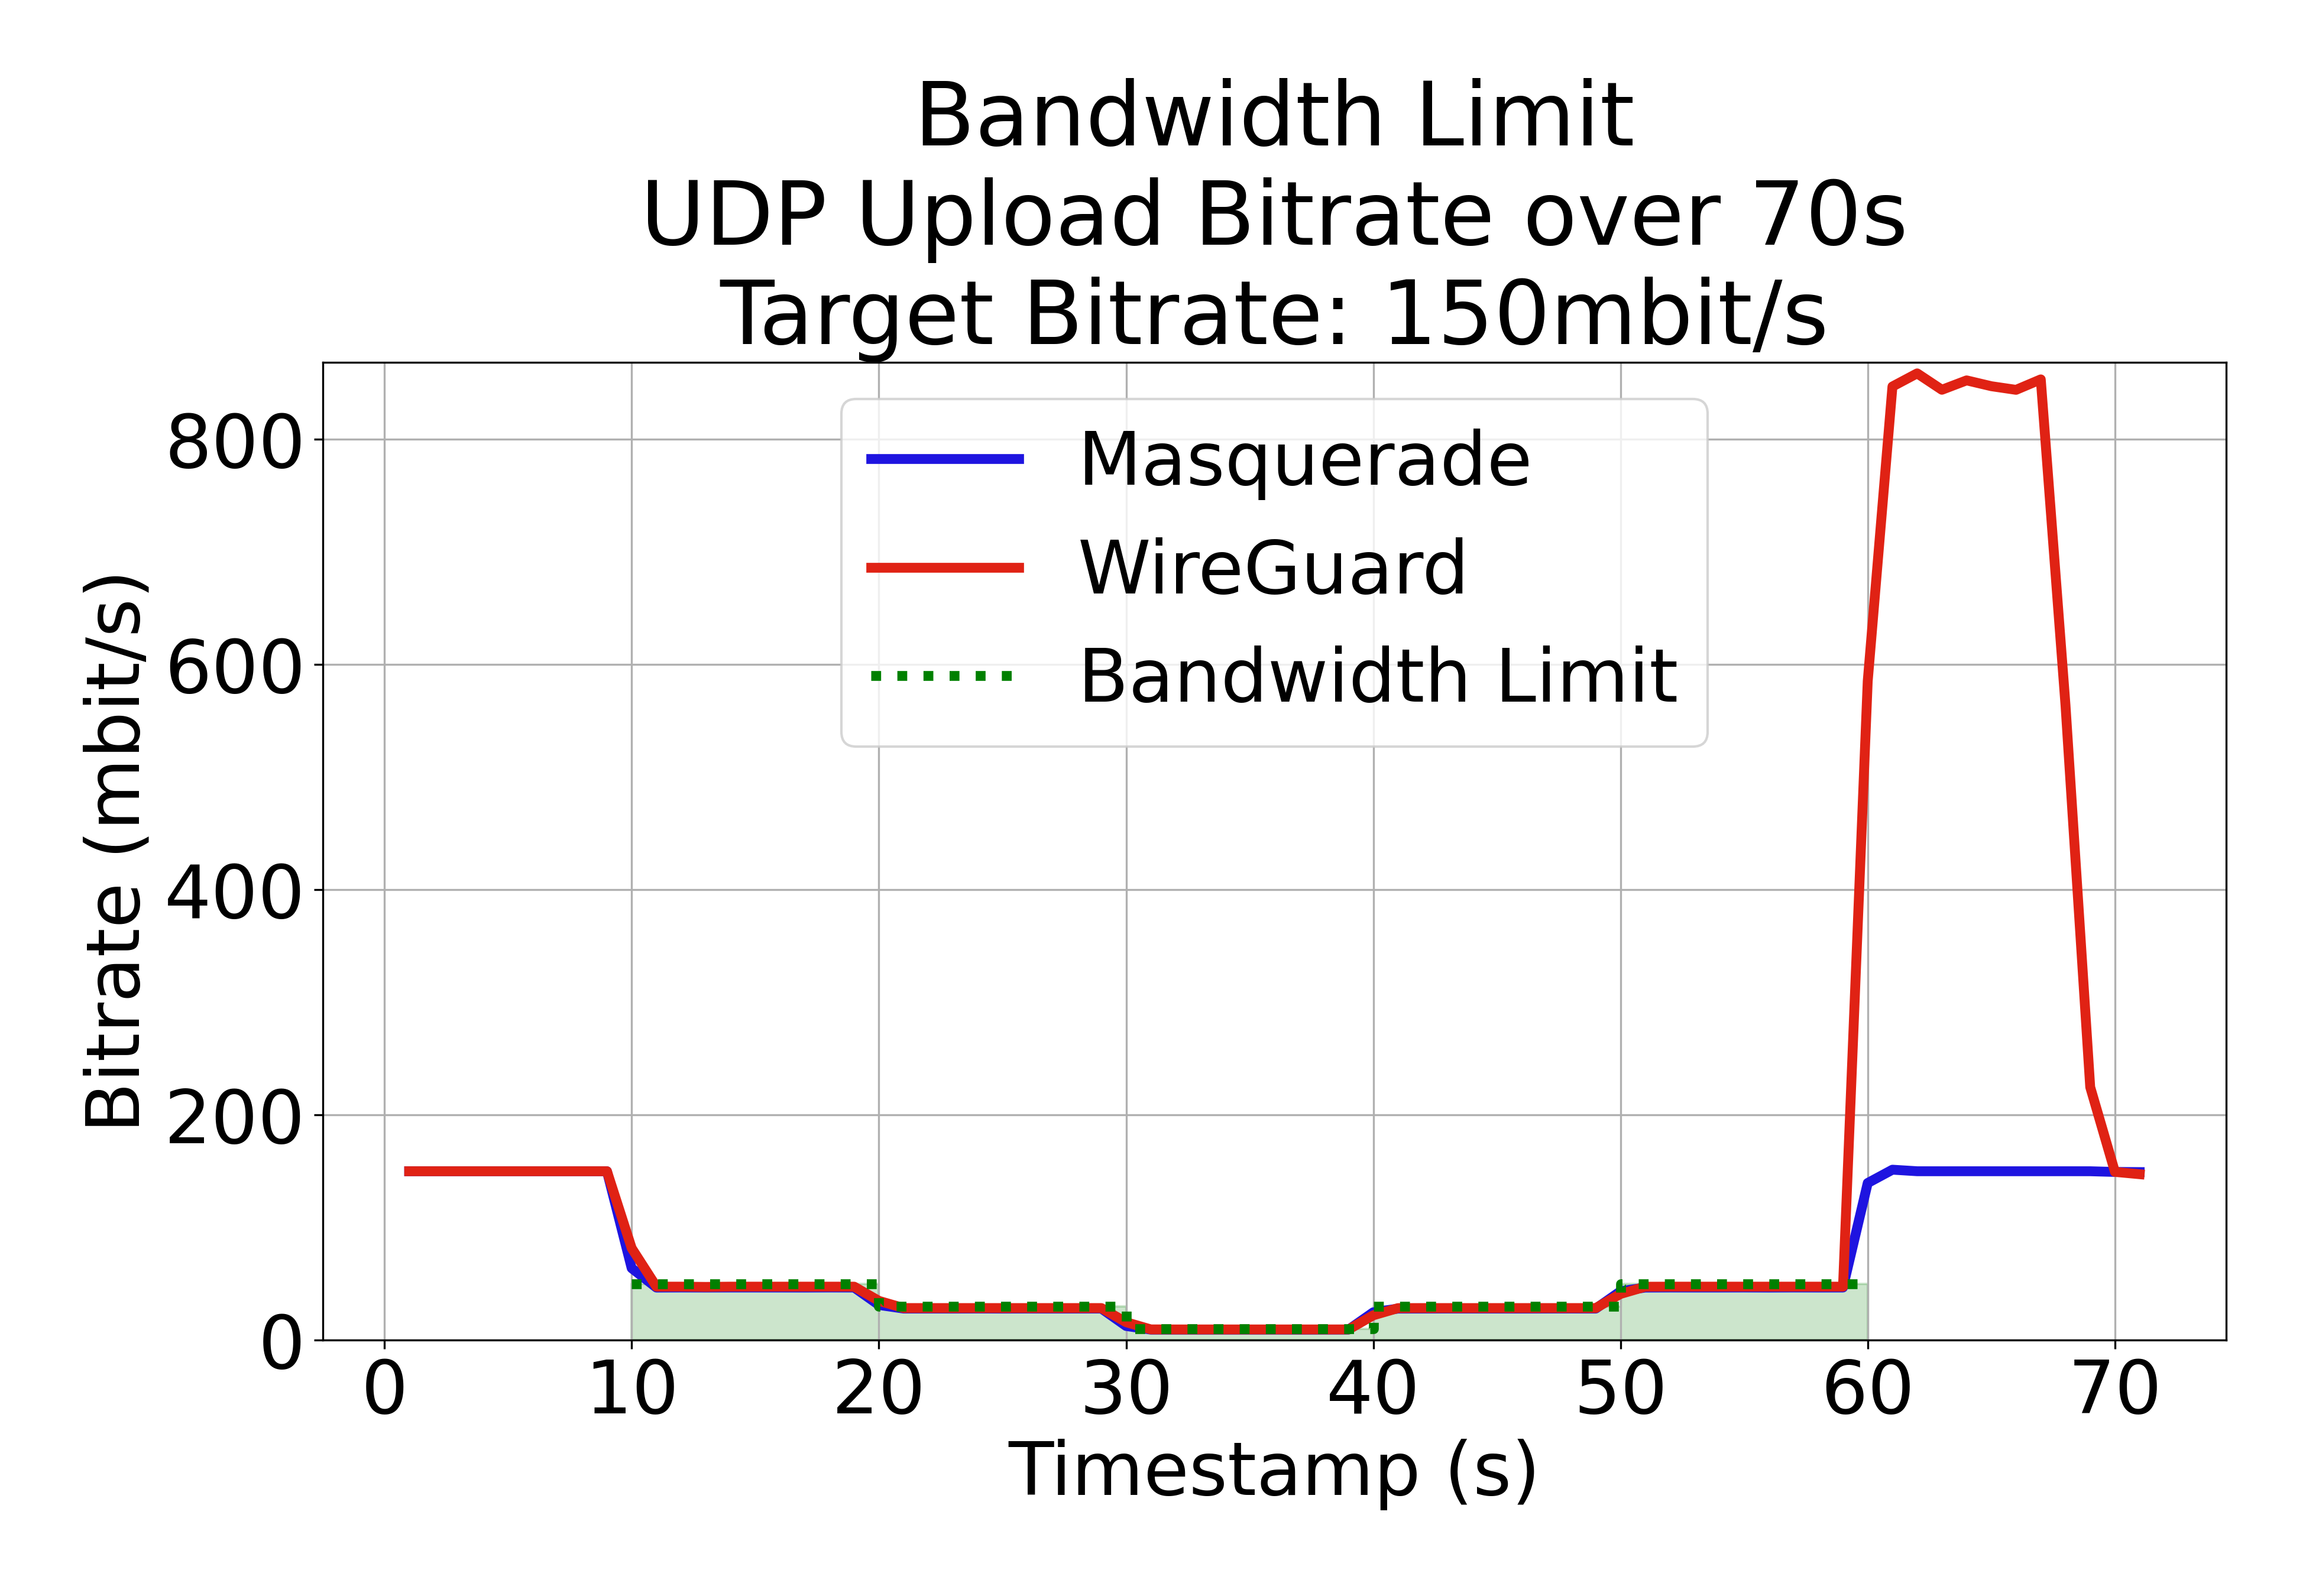 Bandwidth Limit
UDP Upload Bitrate over 70s
Target Bitrate: 150mbit/s
Masquerade
WireGuard
Bandwidth Limit
Bitrate (mbit/s)
800
600
400
200
0
0 10 20 30 40 50 60 70
Timestamp (s)